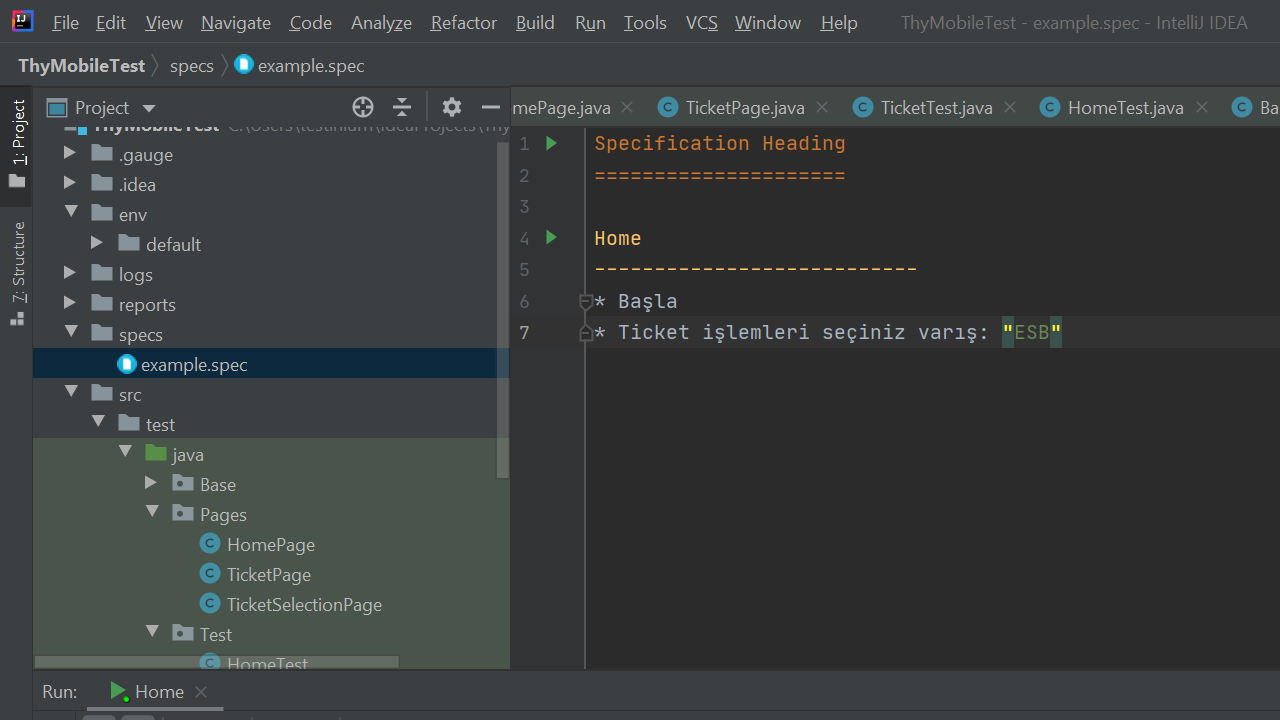 File Edit View Navigate Code Analyze Refactor Build Run Tools VCS Window Help ThyMobileTest - example.spec - IntelliJ IDEA
ThyMobileTest specs example.spec
1: Project
7: Structure
Project
ThyMobileTest C:\Users\testinium\IdeaProjects\Thy
.gauge
.idea
env
default
logs
reports
specs
example.spec
src
test
java
Base
Pages
HomePage
TicketPage
TicketSelectionPage
Test
HomeTest
mePage.java TicketPage.java TicketTest.java HomeTest.java Ba
1 Specification Heading
2 =====================
3
4 Home
5 ---------------------------
6 * Başla
7 * Ticket işlemleri seçiniz varış: "ESB"
Run: Home